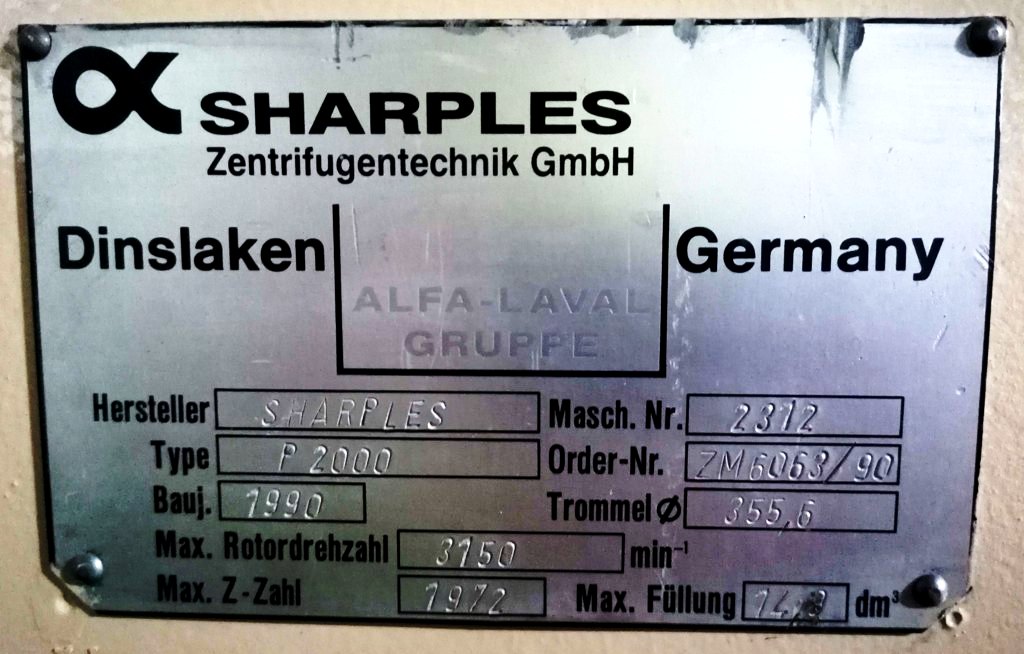 SHARPLES
Zentrifugentechnik GmbH
Dinslaken Germany
ALFA-LAVAL
GRUPPE
Hersteller SHARPLES Masch. Nr. 2312
Type P 2000 Order-Nr. ZM6063/90
Bauj. 1990 Trommel Ø 355,6
Max. Rotordrehzahl 3150 min⁻¹
Max. Z-Zahl 1972 Max. Füllung dm³